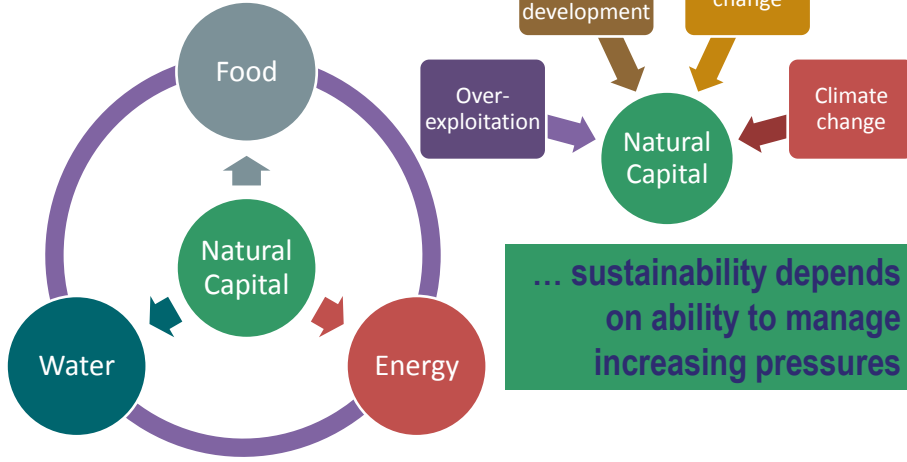 Food
Natural
Capital
Water
Energy
development
change
Over-
exploitation
Climate
change
Natural
Capital
... sustainability depends
on ability to manage
increasing pressures